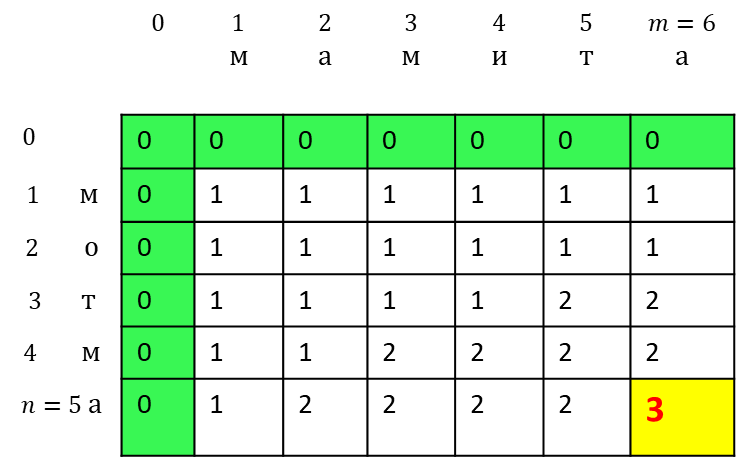 0 1 2 3 4 5 m = 6
м а м и т а
0 0 0 0 0 0 0 0
1 м 0 1 1 1 1 1 1
2 о 0 1 1 1 1 1 1
3 т 0 1 1 1 1 2 2
4 м 0 1 1 2 2 2 2
n = 5 а 0 1 2 2 2 2 3